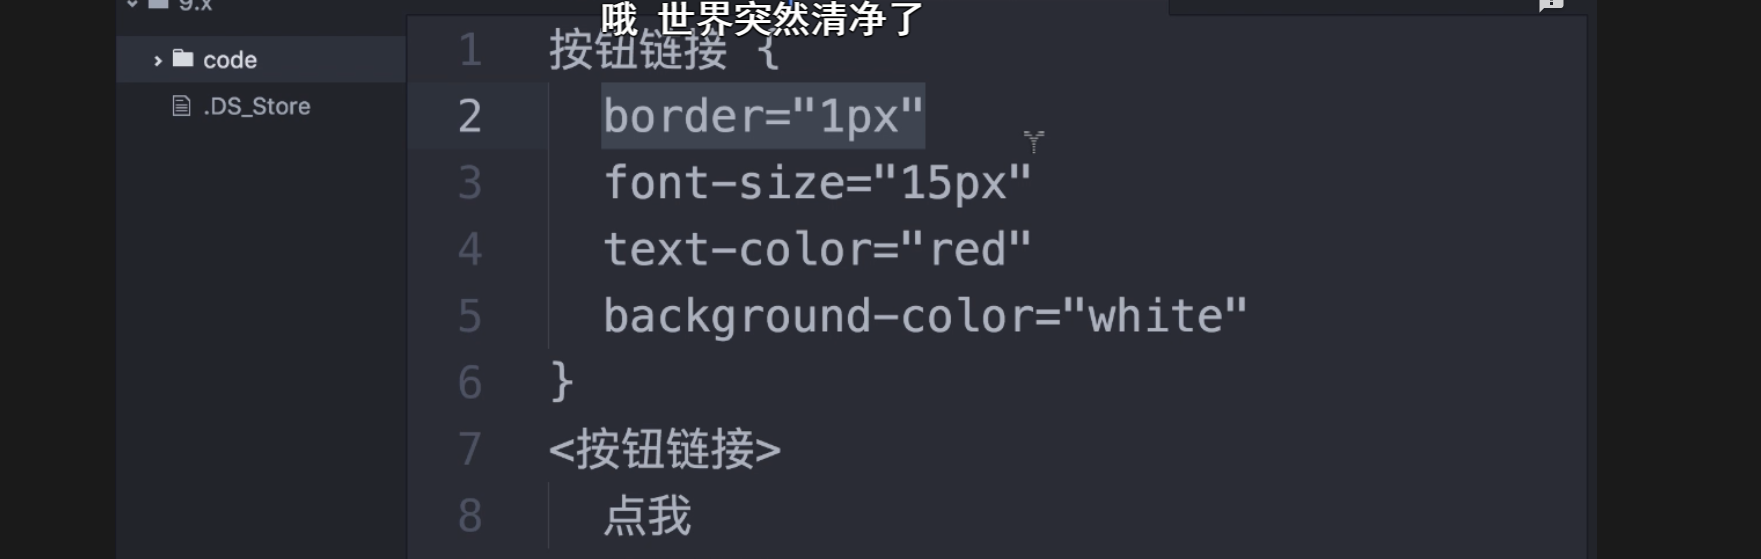 9.x
code
.DS_Store
哦 世界突然清净了
1 按钮链接 {
2 border="1px"
3 font-size="15px"
4 text-color="red"
5 background-color="white"
6 }
7 <按钮链接>
8 点我